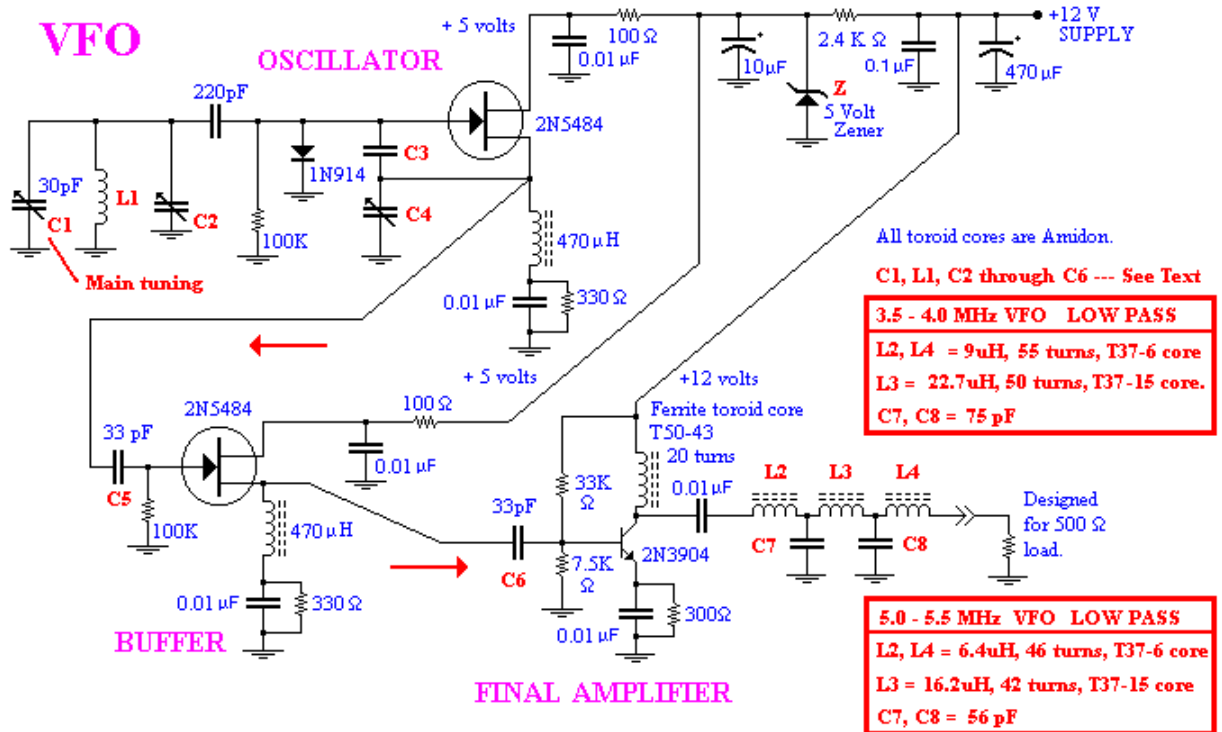 VFO
OSCILLATOR
+ 5 volts
100 Ω
0.01 μF
10μF
2.4 K Ω
0.1 μF
+12 V
SUPPLY
470 μF
Z
5 Volt
Zener
220pF
2N5484
1N914
C3
30pF
L1
C1
C2
C4
100K
470 μH
Main tuning
0.01 μF
330 Ω
All toroid cores are Amidon.
C1, L1, C2 through C6 --- See Text
3.5 - 4.0 MHz VFO LOW PASS
L2, L4 = 9uH, 55 turns, T37-6 core
L3 = 22.7uH, 50 turns, T37-15 core.
C7, C8 = 75 pF
+ 5 volts
+12 volts
2N5484
100 Ω
Ferrite toroid core
T50-43
20 turns
33 pF
C5
0.01 μF
33K
Ω
0.01 μF
L2
L3
L4
100K
470 μH
33pF
C6
2N3904
C7
C8
Designed
for 500 Ω
load.
7.5K
Ω
0.01 μF
330 Ω
0.01 μF
300Ω
BUFFER
FINAL AMPLIFIER
5.0 - 5.5 MHz VFO LOW PASS
L2, L4 = 6.4uH, 46 turns, T37-6 core
L3 = 16.2uH, 42 turns, T37-15 core
C7, C8 = 56 pF